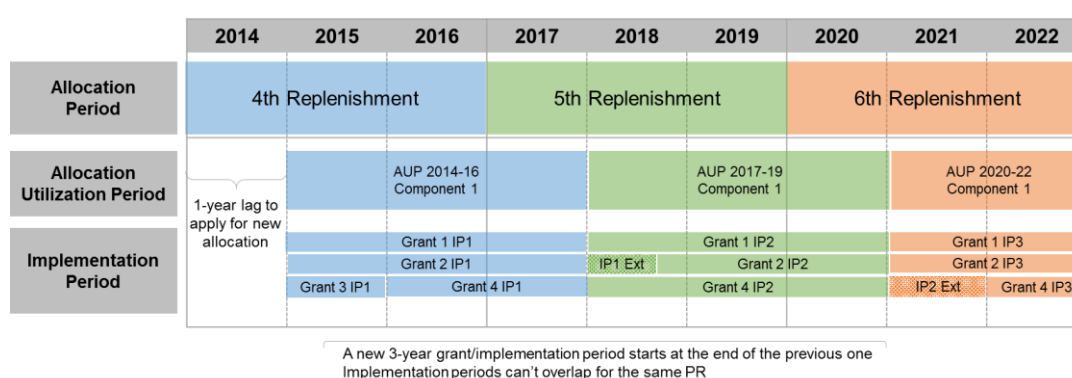 2014 2015 2016 2017 2018 2019 2020 2021 2022
Allocation
Period
4th Replenishment 5th Replenishment 6th Replenishment
Allocation
Utilization Period
AUP 2014-16
Component 1
AUP 2017-19
Component 1
AUP 2020-22
Component 1
1-year lag to
apply for new
allocation
Implementation
Period
Grant 1 IP1 Grant 1 IP2 Grant 1 IP3
Grant 2 IP1 IP1 Ext Grant 2 IP2 Grant 2 IP3
Grant 3 IP1 Grant 4 IP1 Grant 4 IP2 IP2 Ext Grant 4 IP3
A new 3-year grant/implementation period starts at the end of the previous one
Implementation periods can't overlap for the same PR